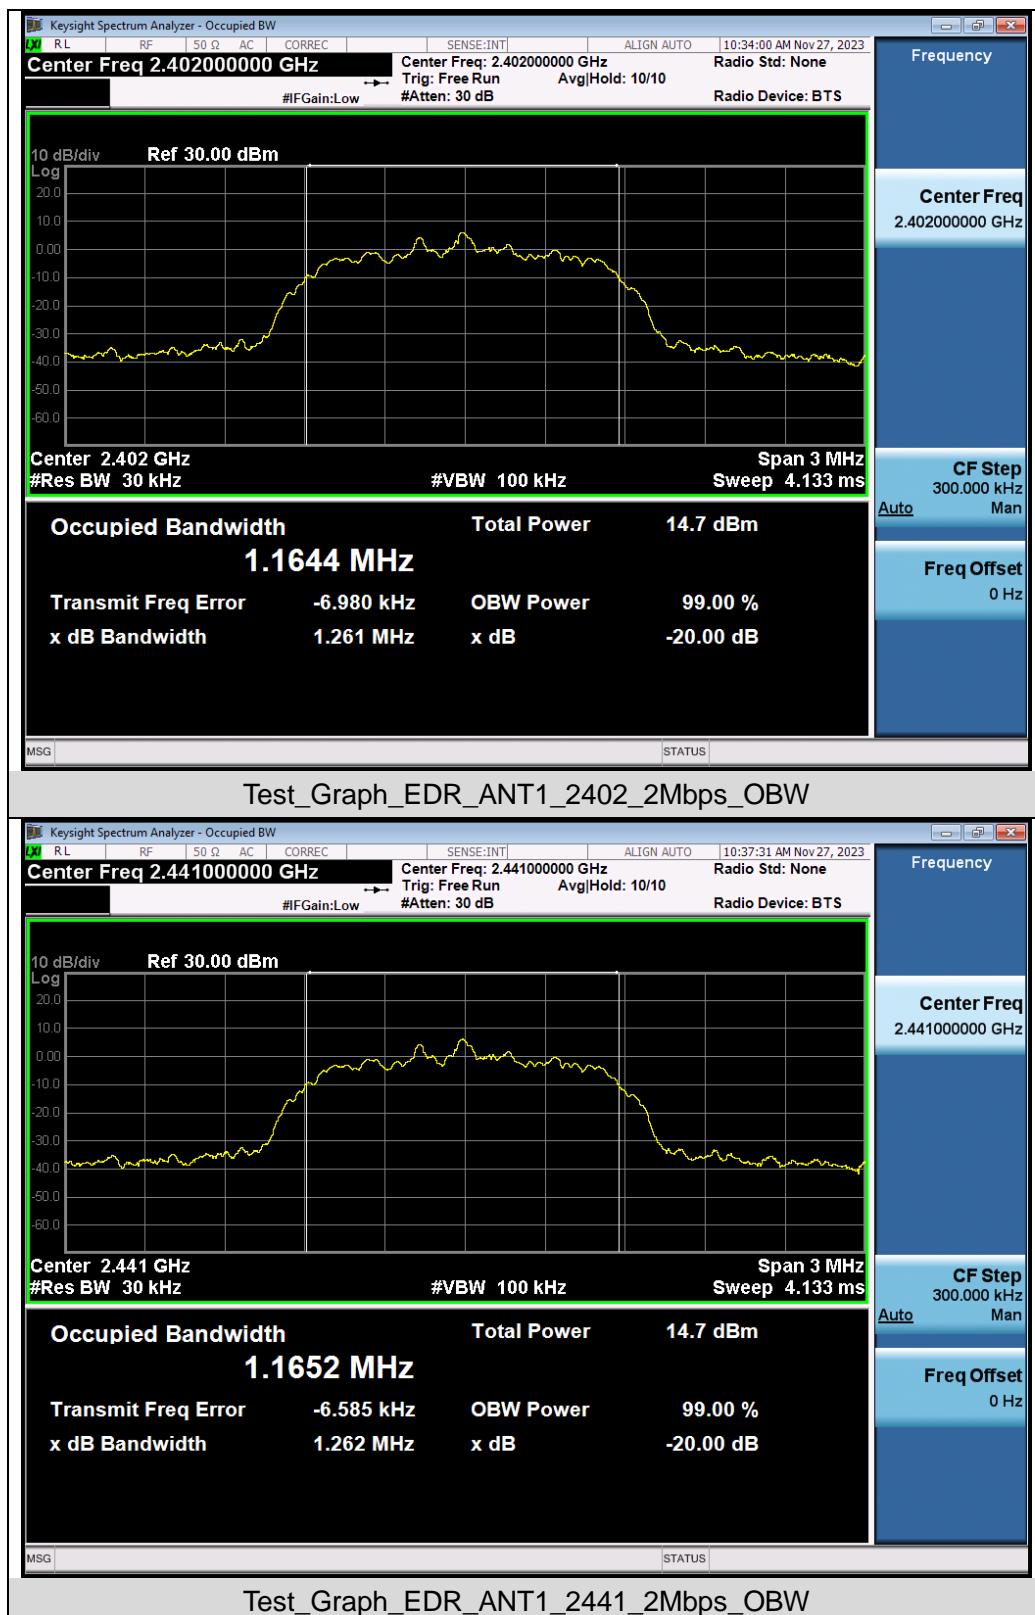 Keysight Spectrum Analyzer - Occupied BW
LXI RL RF 50 Ω AC CORREC SENSE:INT ALIGN AUTO 10:34:00 AM Nov 27, 2023
Center Freq 2.402000000 GHz Center Freq: 2.402000000 GHz Radio Std: None Frequency
Trig: Free Run Avg|Hold: 10/10
#IFGain:Low #Atten: 30 dB Radio Device: BTS
10 dB/div Ref 30.00 dBm
Log
20.0
10.0
0.00
-10.0
-20.0
-30.0
-40.0
-50.0
-60.0
Center Freq
2.402000000 GHz
Center 2.402 GHz Span 3 MHz
#Res BW 30 kHz #VBW 100 kHz Sweep 4.133 ms
CF Step
300.000 kHz
Auto Man
Occupied Bandwidth Total Power 14.7 dBm
1.1644 MHz
Freq Offset
0 Hz
Transmit Freq Error -6.980 kHz OBW Power 99.00 %
x dB Bandwidth 1.261 MHz x dB -20.00 dB
MSG STATUS
Test_Graph_EDR_ANT1_2402_2Mbps_OBW
Keysight Spectrum Analyzer - Occupied BW
LXI RL RF 50 Ω AC CORREC SENSE:INT ALIGN AUTO 10:37:31 AM Nov 27, 2023
Center Freq 2.441000000 GHz Center Freq: 2.441000000 GHz Radio Std: None Frequency
Trig: Free Run Avg|Hold: 10/10
#IFGain:Low #Atten: 30 dB Radio Device: BTS
10 dB/div Ref 30.00 dBm
Log
20.0
10.0
0.00
-10.0
-20.0
-30.0
-40.0
-50.0
-60.0
Center Freq
2.441000000 GHz
Center 2.441 GHz Span 3 MHz
#Res BW 30 kHz #VBW 100 kHz Sweep 4.133 ms
CF Step
300.000 kHz
Auto Man
Occupied Bandwidth Total Power 14.7 dBm
1.1652 MHz
Freq Offset
0 Hz
Transmit Freq Error -6.585 kHz OBW Power 99.00 %
x dB Bandwidth 1.262 MHz x dB -20.00 dB
MSG STATUS
Test_Graph_EDR_ANT1_2441_2Mbps_OBW